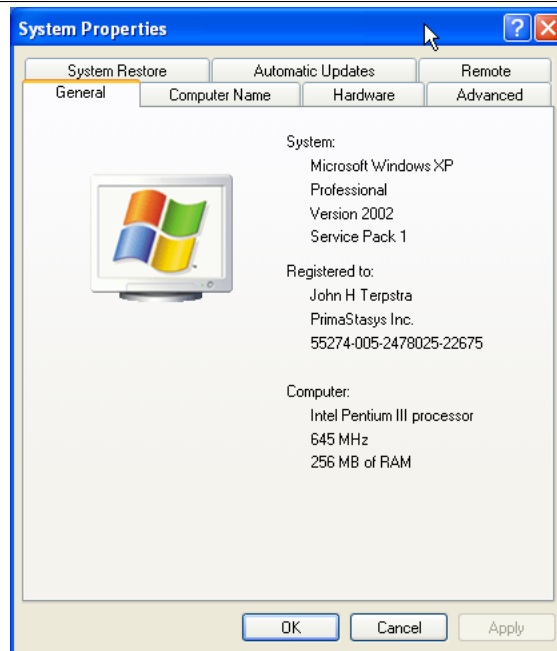 System Properties
System Restore Automatic Updates Remote
General Computer Name Hardware Advanced
System:
Microsoft Windows XP
Professional
Version 2002
Service Pack 1
Registered to:
John H Terpstra
PrimaStasys Inc.
55274-005-2478025-22675
Computer:
Intel Pentium III processor
645 MHz
256 MB of RAM
OK Cancel Apply